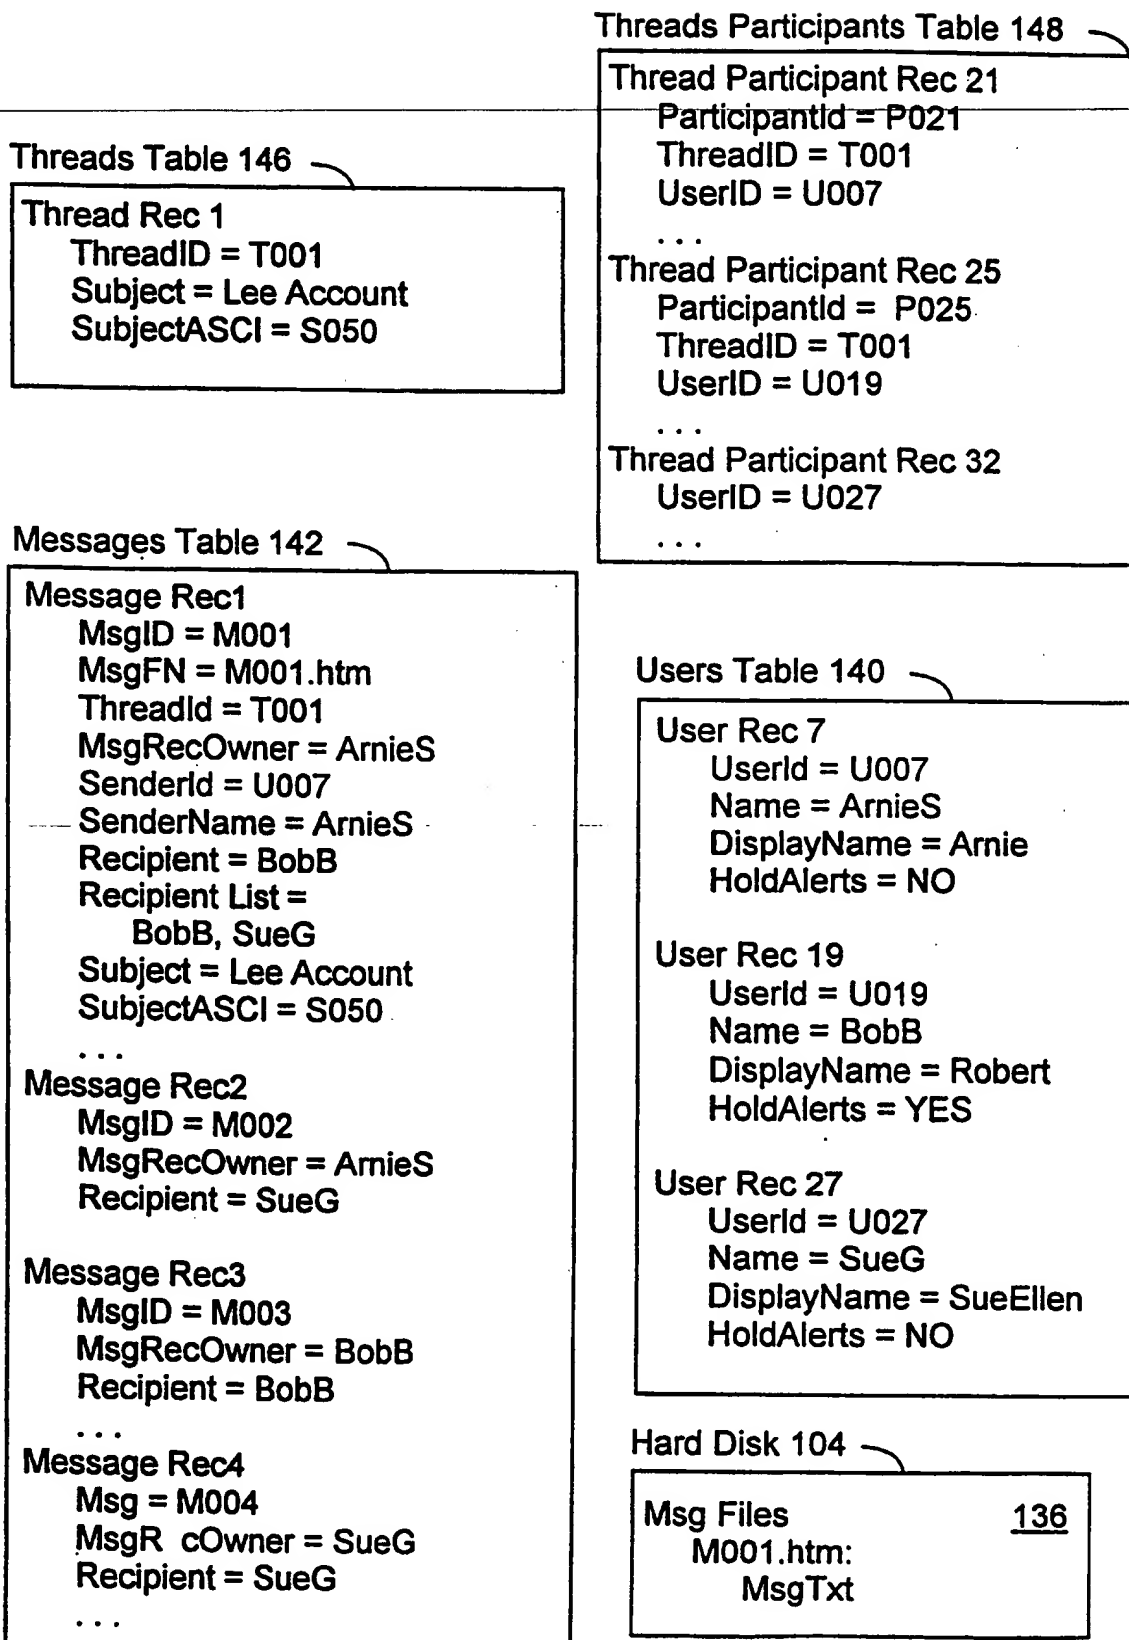 Threads Participants Table 148
Thread Participant Rec 21
ParticipantId = P021
ThreadID = T001
UserID = U007
. . .
Thread Participant Rec 25
ParticipantId = P025
ThreadID = T001
UserID = U019
. . .
Thread Participant Rec 32
UserID = U027
. . .
Threads Table 146
Thread Rec 1
ThreadID = T001
Subject = Lee Account
SubjectASCI = S050
Messages Table 142
Message Rec1
MsgID = M001
MsgFN = M001.htm
ThreadId = T001
MsgRecOwner = ArnieS
SenderId = U007
SenderName = ArnieS
Recipient = BobB
Recipient List =
BobB, SueG
Subject = Lee Account
SubjectASCI = S050
. . .
Message Rec2
MsgID = M002
MsgRecOwner = ArnieS
Recipient = SueG
Message Rec3
MsgID = M003
MsgRecOwner = BobB
Recipient = BobB
. . .
Message Rec4
Msg = M004
MsgR cOwner = SueG
Recipient = SueG
. . .
Users Table 140
User Rec 7
UserId = U007
Name = ArnieS
DisplayName = Arnie
HoldAlerts = NO
User Rec 19
UserId = U019
Name = BobB
DisplayName = Robert
HoldAlerts = YES
User Rec 27
UserId = U027
Name = SueG
DisplayName = SueEllen
HoldAlerts = NO
Hard Disk 104
Msg Files 136
M001.htm:
MsgTxt